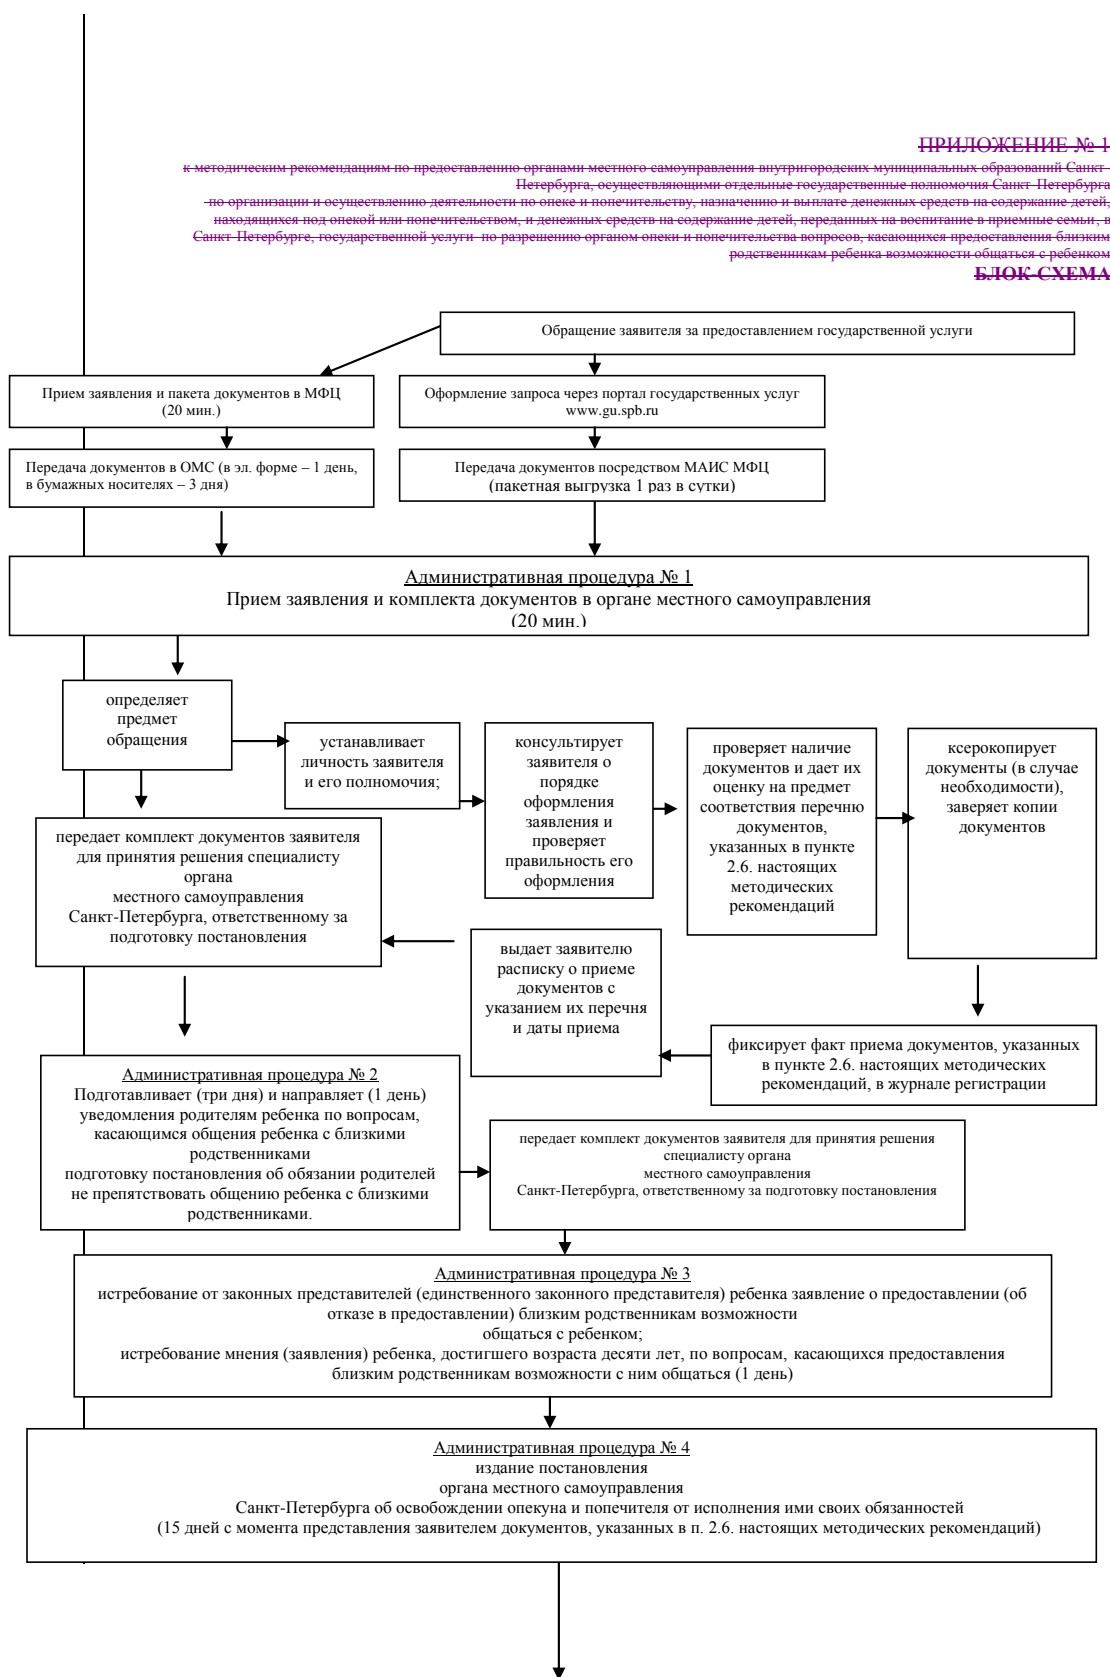 ПРИЛОЖЕНИЕ № 1
к методическим рекомендациям по предоставлению органами местного самоуправления внутригородских муниципальных образований Санкт-
Петербурга, осуществляющими отдельные государственные полномочия Санкт-Петербурга
по организации и осуществлению деятельности по опеке и попечительству, назначению и выплате денежных средств на содержание детей,
находящихся под опекой или попечительством, и денежных средств на содержание детей, переданных на воспитание в приемные семьи, в
Санкт-Петербурге, государственной услуги по разрешению органом опеки и попечительства вопросов, касающихся предоставления близким
родственникам ребенка возможности общаться с ребенком
БЛОК-СХЕМА
Обращение заявителя за предоставлением государственной услуги
Прием заявления и пакета документов в МФЦ
(20 мин.)
Оформление запроса через портал государственных услуг
www.gu.spb.ru
Передача документов в ОМС (в эл. форме – 1 день,
в бумажных носителях – 3 дня)
Передача документов посредством МАИС МФЦ
(пакетная выгрузка 1 раз в сутки)
Административная процедура № 1
Прием заявления и комплекта документов в органе местного самоуправления
(20 мин.)
определяет
предмет
обращения
устанавливает
личность заявителя
и его полномочия;
консультирует
заявителя о
порядке
оформления
заявления и
проверяет
правильность его
оформления
проверяет наличие
документов и дает их
оценку на предмет
соответствия перечню
документов,
указанных в пункте
2.6. настоящих
методических
рекомендаций
ксерокопирует
документы (в случае
необходимости),
заверяет копии
документов
передает комплект документов заявителя
для принятия решения специалисту
органа
местного самоуправления
Санкт-Петербурга, ответственному за
подготовку постановления
выдает заявителю
расписку о приеме
документов с
указанием их перечня
и даты приема
фиксирует факт приема документов, указанных
в пункте 2.6. настоящих методических
рекомендаций, в журнале регистрации
Административная процедура № 2
Подготавливает (три дня) и направляет (1 день)
уведомления родителям ребенка по вопросам,
касающимся общения ребенка с близкими
родственниками
подготовку постановления об обязании родителей
не препятствовать общению ребенка с близкими
родственниками.
передает комплект документов заявителя для принятия решения
специалисту органа
местного самоуправления
Санкт-Петербурга, ответственному за подготовку постановления
Административная процедура № 3
истребование от законных представителей (единственного законного представителя) ребенка заявление о предоставлении (об
отказе в предоставлении) близким родственникам возможности
общаться с ребенком;
истребование мнения (заявления) ребенка, достигшего возраста десяти лет, по вопросам, касающихся предоставления
близким родственникам возможности с ним общаться (1 день)
Административная процедура № 4
издание постановления
органа местного самоуправления
Санкт-Петербурга об освобождении опекуна и попечителя от исполнения ими своих обязанностей
(15 дней с момента представления заявителем документов, указанных в п. 2.6. настоящих методических рекомендаций)